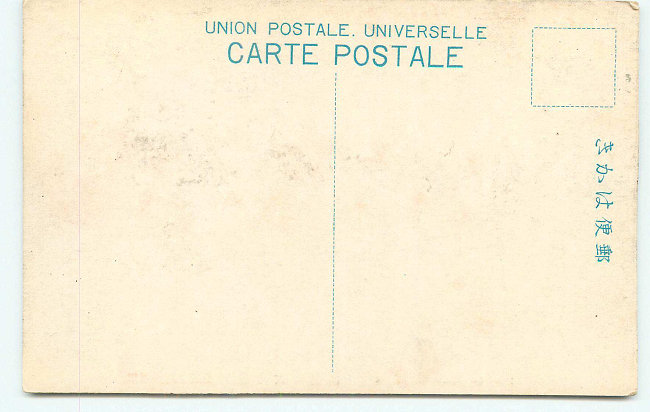 UNION POSTALE. UNIVERSELLE
CARTE POSTALE
郵便はかき